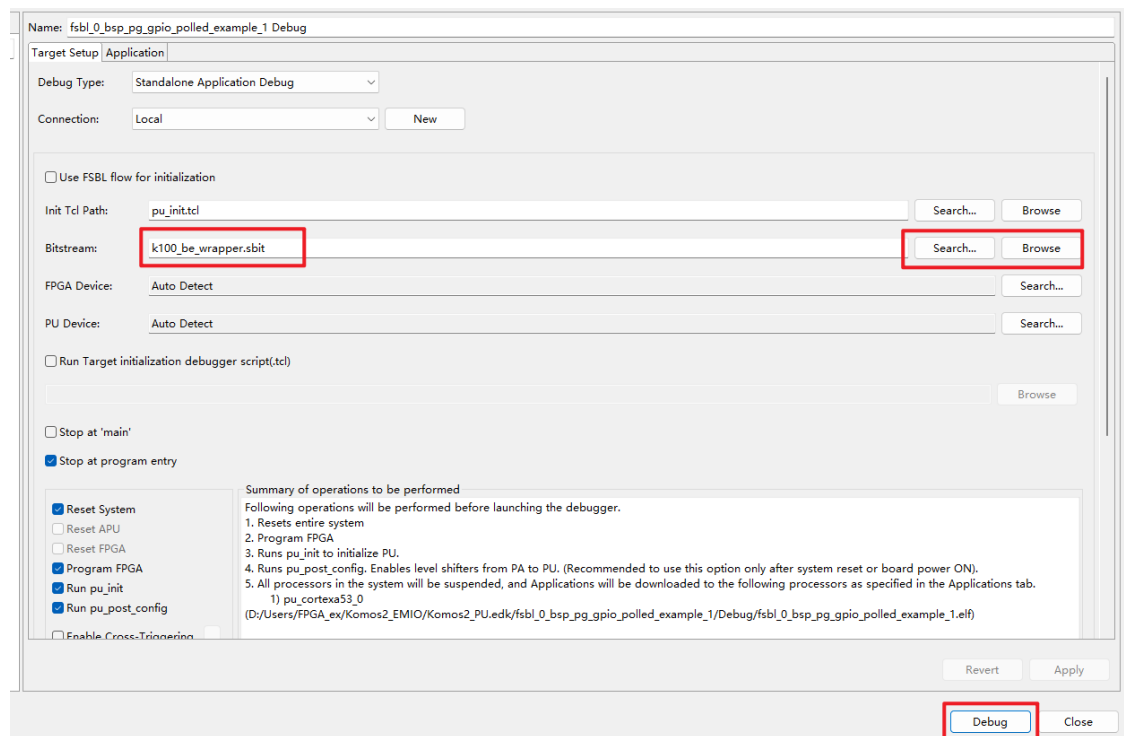 Name: fsbl_0_bsp_pg_gpio_polled_example_1 Debug
Target Setup Application
Debug Type: Standalone Application Debug
Connection: Local New
Use FSBL flow for initialization
Init Tcl Path: pu_init.tcl Search... Browse
Bitstream: k100_be_wrapper.sbit Search... Browse
FPGA Device: Auto Detect Search...
PU Device: Auto Detect Search...
Run Target initialization debugger script(.tcl)
Browse
Stop at 'main'
Stop at program entry
Reset System
Reset APU
Reset FPGA
Program FPGA
Run pu_init
Run pu_post_config
Enable Cross-Triggering
Summary of operations to be performed
Following operations will be performed before launching the debugger.
1. Resets entire system
2. Program FPGA
3. Runs pu_init to initialize PU.
4. Runs pu_post_config. Enables level shifters from PA to PU. (Recommended to use this option only after system reset or board power ON).
5. All processors in the system will be suspended, and Applications will be downloaded to the following processors as specified in the Applications tab.
1) pu_cortexa53_0
(D:/Users/FPGA_ex/Komos2_EMIO/Komos2_PU.edk/fsbl_0_bsp_pg_gpio_polled_example_1/Debug/fsbl_0_bsp_pg_gpio_polled_example_1.elf)
Revert Apply
Debug Close